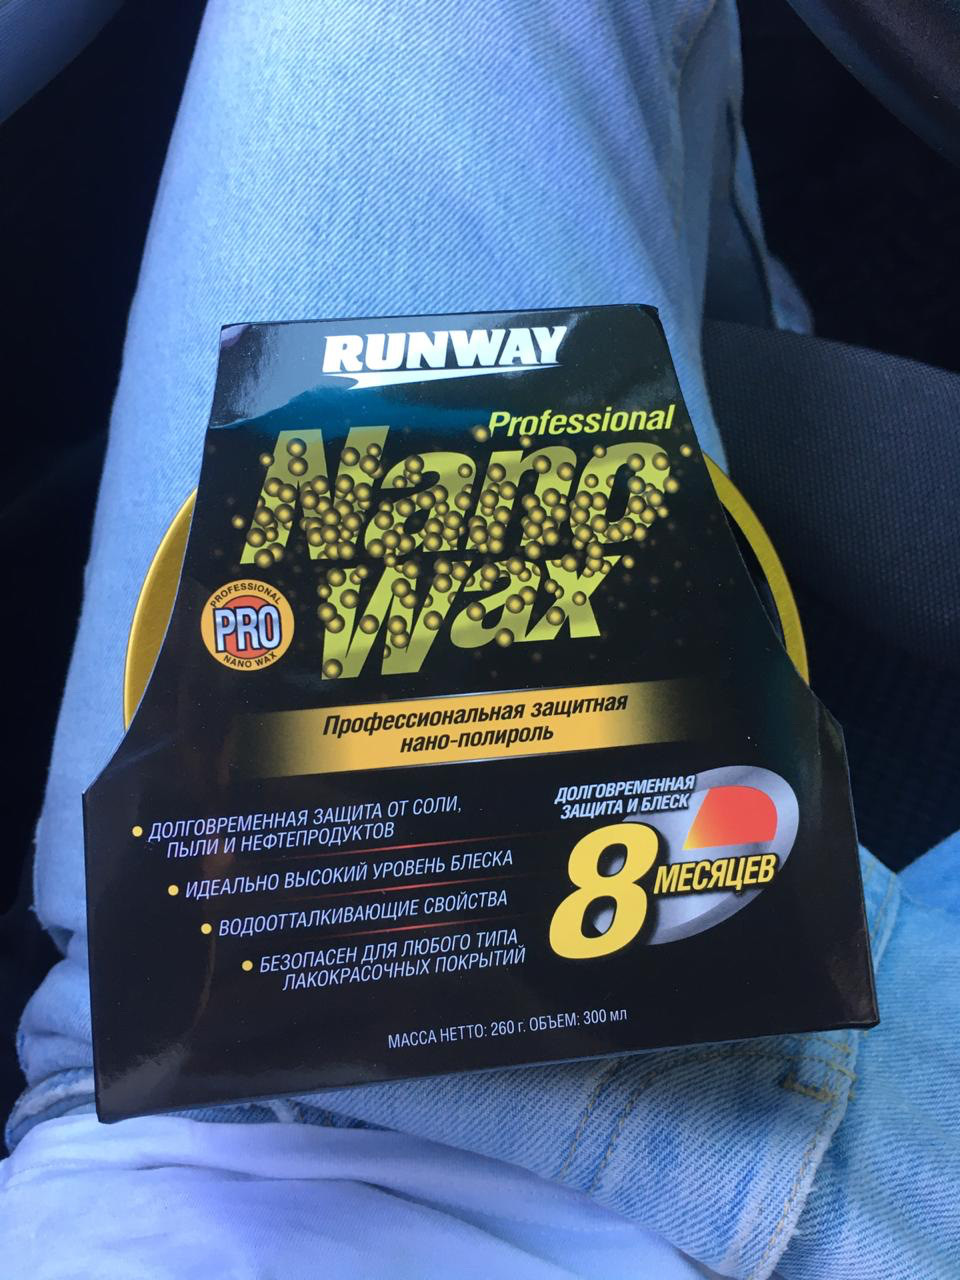 RUNWAY
Professional
Nano
Wax
PROFESSIONAL
PRO
NANO WAX
Профессиональная защитная
нано-полироль
• ДОЛГОВРЕМЕННАЯ ЗАЩИТА ОТ СОЛИ,
ПЫЛИ И НЕФТЕПРОДУКТОВ
• ИДЕАЛЬНО ВЫСОКИЙ УРОВЕНЬ БЛЕСКА
• ВОДООТТАЛКИВАЮЩИЕ СВОЙСТВА
• БЕЗОПАСЕН ДЛЯ ЛЮБОГО ТИПА
ЛАКОКРАСОЧНЫХ ПОКРЫТИЙ
ДОЛГОВРЕМЕННАЯ
ЗАЩИТА И БЛЕСК
8 МЕСЯЦЕВ
МАССА НЕТТО: 260 г. ОБЪЕМ: 300 мл